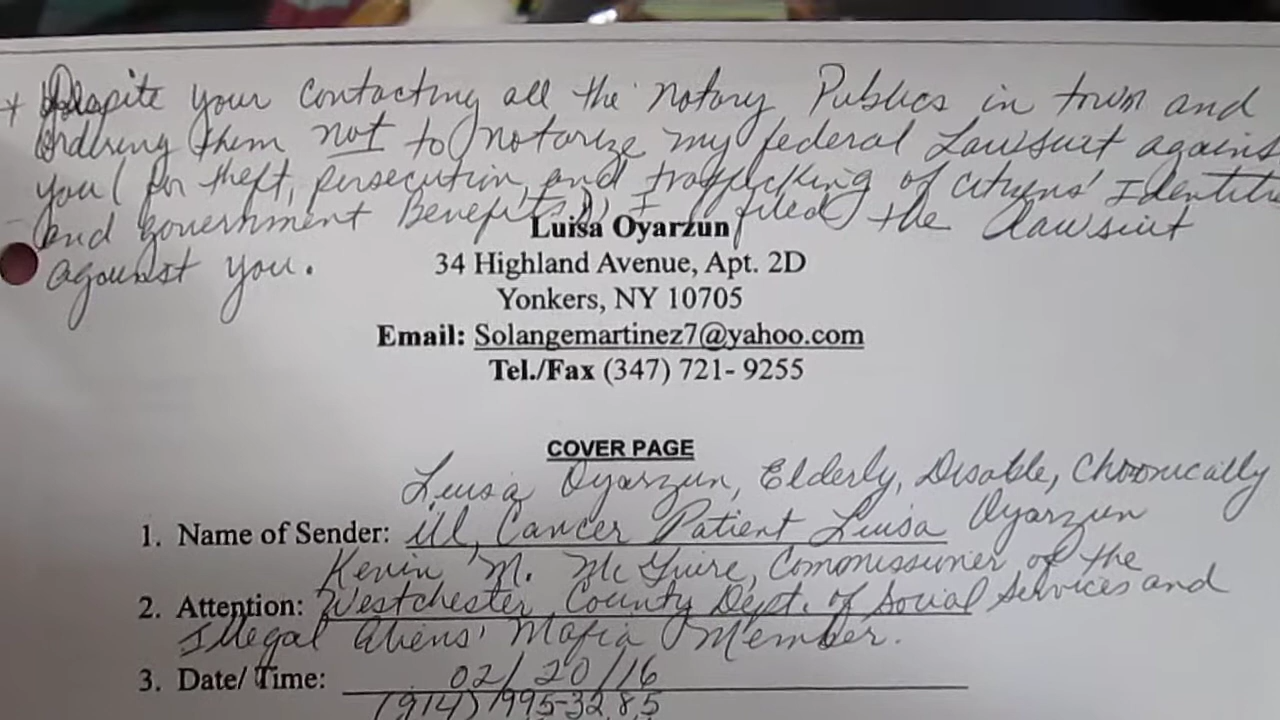 * Despite your contacting all the notary Publics in town and
ordering them not to notorize my federal Lawsuit agains
you (for theft, persecution, and trafficking of citizens' Identiti
and government Benefits), I filed the lawsuit
against you.
Luisa Oyarzun
34 Highland Avenue, Apt. 2D
Yonkers, NY 10705
Email: Solangemartinez7@yahoo.com
Tel./Fax (347) 721- 9255
COVER PAGE
Luisa Oyarzun, Elderly, Disable, Chronically
1. Name of Sender: ill, Cancer Patient Luisa Oyarzun
Kevin M. McGuire, Commissioner of the
2. Attention: Westchester County Dept. of Social Services and
Illegal Aliens' Mafia Member.
3. Date/ Time: 02/20/16
(914) 995-3285